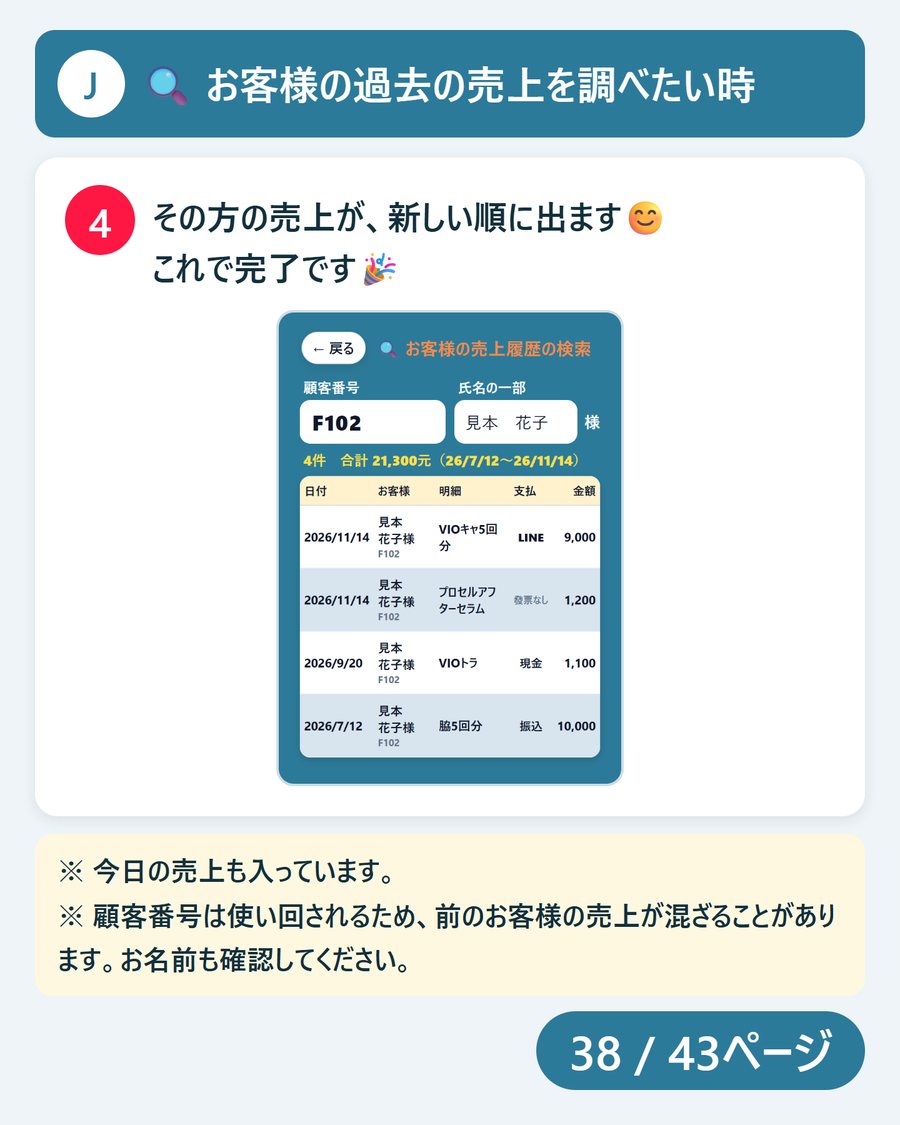 J 🔍 お客様の過去の売上を調べたい時
4 その方の売上が、新しい順に出ます😊
これで完了です🎉
← 戻る 🔍 お客様の売上履歴の検索
顧客番号 氏名の一部
F102 見本 花子 様
4件 合計 21,300元（26/7/12～26/11/14）
日付 お客様 明細 支払 金額
2026/11/14 見本 花子様 F102 VIOキャ5回分 LINE 9,000
2026/11/14 見本 花子様 F102 プロセルアフターセラム 發票なし 1,200
2026/9/20 見本 花子様 F102 VIOトラ 現金 1,100
2026/7/12 見本 花子様 F102 脇5回分 振込 10,000
※ 今日の売上も入っています。
※ 顧客番号は使い回されるため、前のお客様の売上が混ざることがあり
ます。お名前も確認してください。
38 / 43ページ